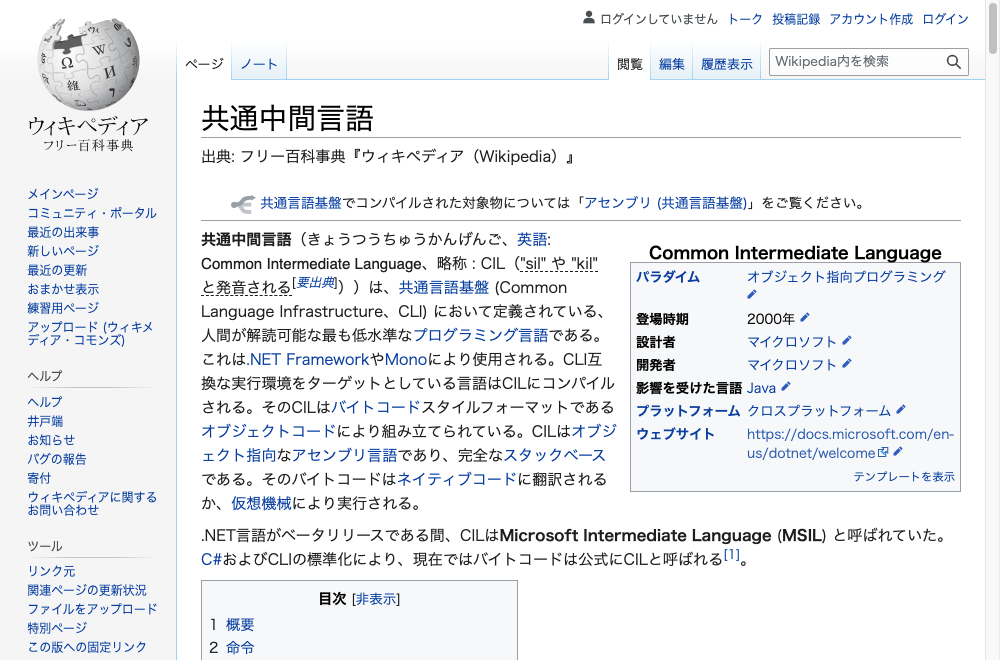 ログインしていません トーク 投稿記録 アカウント作成 ログイン
ページ ノート 閲覧 編集 履歴表示 Wikipedia内を検索
ウィキペディア
フリー百科事典
メインページ
コミュニティ・ポータル
最近の出来事
新しいページ
最近の更新
おまかせ表示
練習用ページ
アップロード (ウィキメ
ディア・コモンズ)
ヘルプ
ヘルプ
井戸端
お知らせ
バグの報告
寄付
ウィキペディアに関する
お問い合わせ
ツール
リンク元
関連ページの更新状況
ファイルをアップロード
特別ページ
この版への固定リンク
共通中間言語
出典: フリー百科事典『ウィキペディア（Wikipedia）』
共通言語基盤でコンパイルされた対象物については「アセンブリ (共通言語基盤)」をご覧ください。
共通中間言語（きょうつうちゅうかんげんご、英語:
Common Intermediate Language、略称 : CIL（"sil" や "kil"
と発音される[要出典]））は、共通言語基盤 (Common
Language Infrastructure、CLI) において定義されている、
人間が解読可能な最も低水準なプログラミング言語である。
これは.NET FrameworkやMonoにより使用される。CLI互
換な実行環境をターゲットとしている言語はCILにコンパイル
される。そのCILはバイトコードスタイルフォーマットである
オブジェクトコードにより組み立てられている。CILはオブジ
ェクト指向なアセンブリ言語であり、完全なスタックベース
である。そのバイトコードはネイティブコードに翻訳される
か、仮想機械により実行される。
Common Intermediate Language
パラダイム オブジェクト指向プログラミング
登場時期 2000年
設計者 マイクロソフト
開発者 マイクロソフト
影響を受けた言語 Java
プラットフォーム クロスプラットフォーム
ウェブサイト https://docs.microsoft.com/en-
us/dotnet/welcome
テンプレートを表示
.NET言語がベータリリースである間、CILはMicrosoft Intermediate Language (MSIL) と呼ばれていた。
C#およびCLIの標準化により、現在ではバイトコードは公式にCILと呼ばれる[1]。
目次 [非表示]
1 概要
2 命令